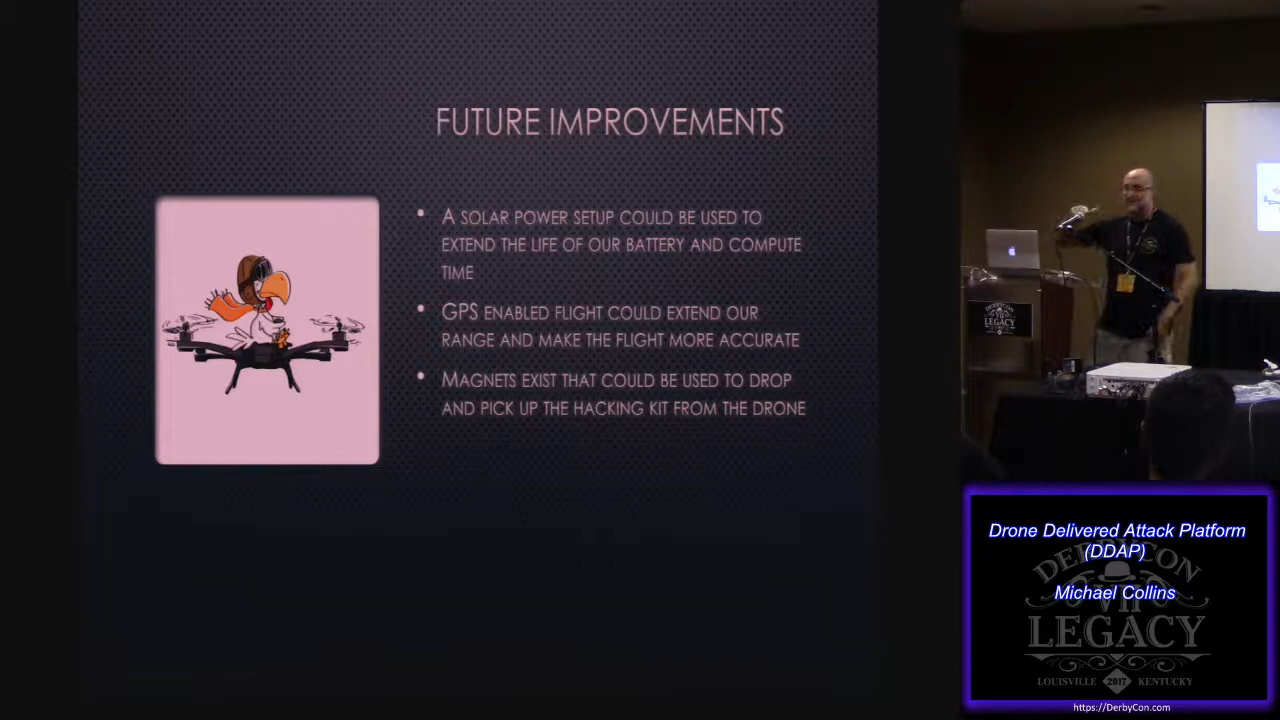 FUTURE IMPROVEMENTS
• A SOLAR POWER SETUP COULD BE USED TO
EXTEND THE LIFE OF OUR BATTERY AND COMPUTE
TIME
• GPS ENABLED FLIGHT COULD EXTEND OUR
RANGE AND MAKE THE FLIGHT MORE ACCURATE
• MAGNETS EXIST THAT COULD BE USED TO DROP
AND PICK UP THE HACKING KIT FROM THE DRONE
DERBYCON
VII
LEGACY
Drone Delivered Attack Platform
(DDAP)
Michael Collins
DERBYCON
VII
LEGACY
LOUISVILLE 2017 KENTUCKY
https://DerbyCon.com